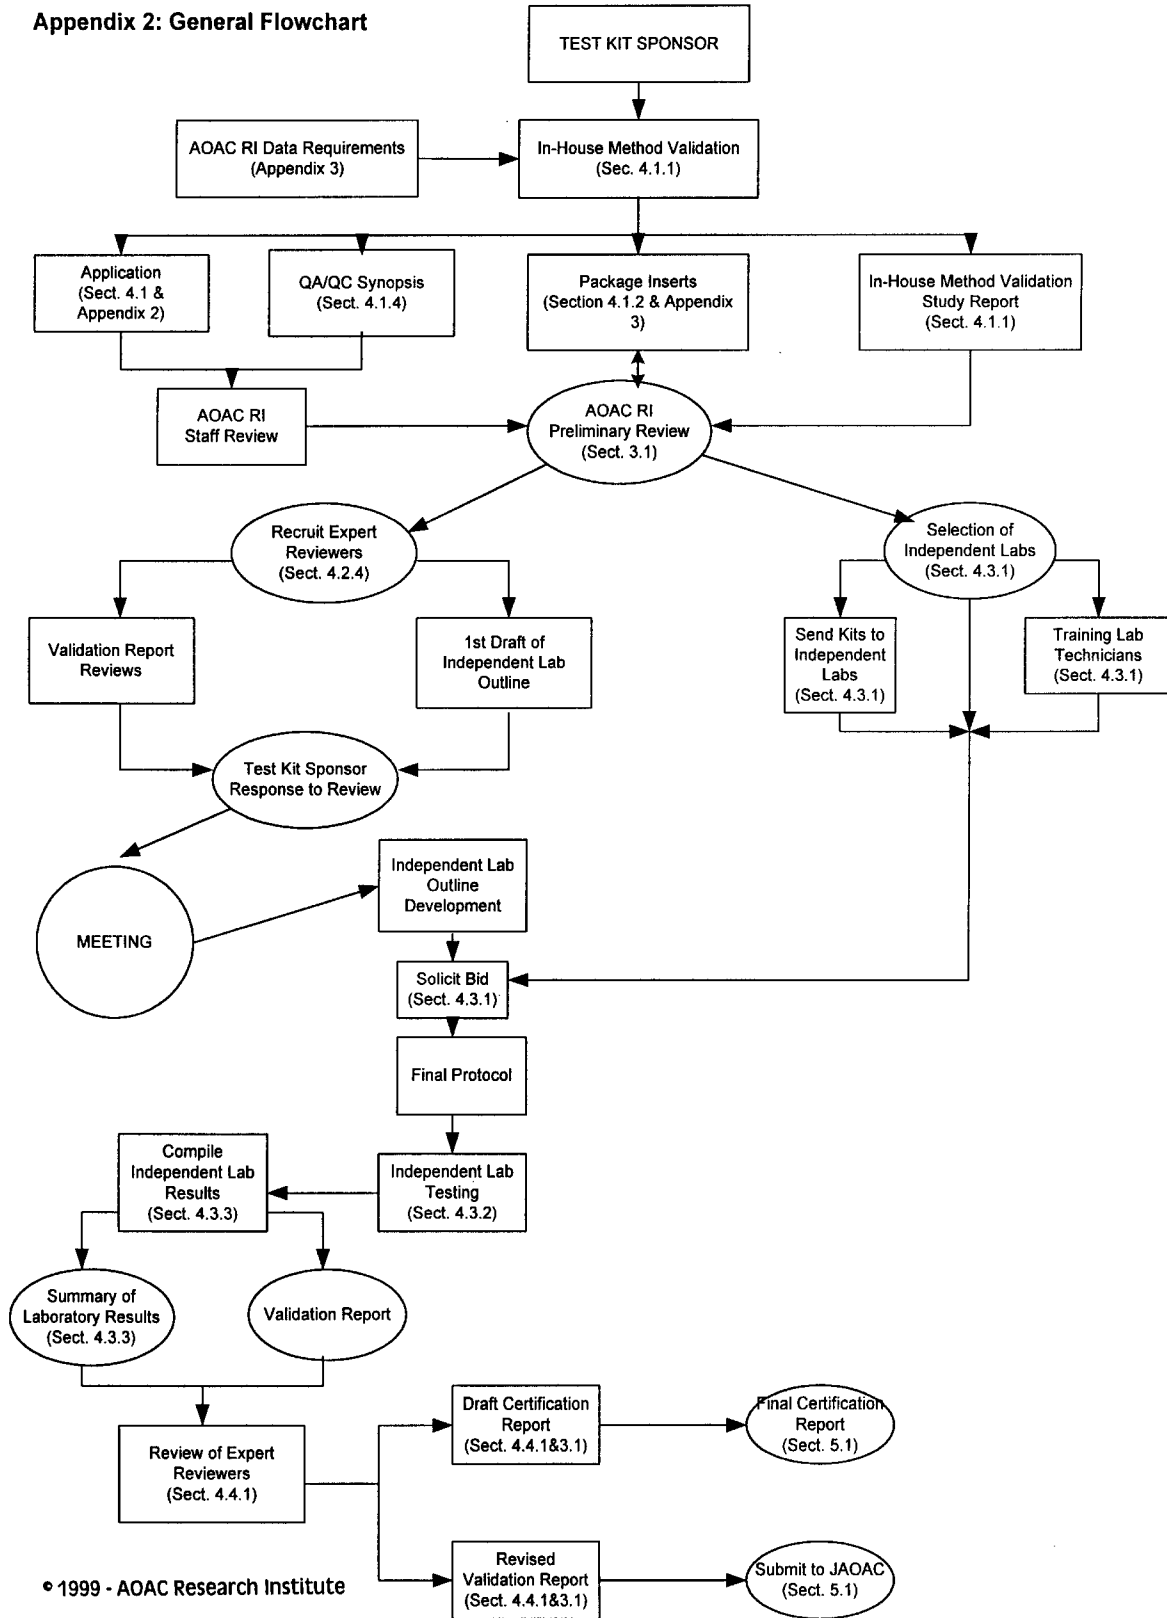 Appendix 2: General Flowchart
TEST KIT SPONSOR
AOAC RI Data Requirements
(Appendix 3)
In-House Method Validation
(Sec. 4.1.1)
Application
(Sect. 4.1 &
Appendix 2)
QA/QC Synopsis
(Sect. 4.1.4)
Package Inserts
(Section 4.1.2 & Appendix
3)
In-House Method Validation
Study Report
(Sect. 4.1.1)
AOAC RI
Staff Review
AOAC RI
Preliminary Review
(Sect. 3.1)
Recruit Expert
Reviewers
(Sect. 4.2.4)
Selection of
Independent Labs
(Sect. 4.3.1)
Validation Report
Reviews
1st Draft of
Independent Lab
Outline
Send Kits to
Independent
Labs
(Sect. 4.3.1)
Training Lab
Technicians
(Sect. 4.3.1)
Test Kit Sponsor
Response to Review
MEETING
Independent Lab
Outline
Development
Solicit Bid
(Sect. 4.3.1)
Final Protocol
Compile
Independent Lab
Results
(Sect. 4.3.3)
Independent Lab
Testing
(Sect. 4.3.2)
Summary of
Laboratory Results
(Sect. 4.3.3)
Validation Report
Review of Expert
Reviewers
(Sect. 4.4.1)
Draft Certification
Report
(Sect. 4.4.1&3.1)
Final Certification
Report
(Sect. 5.1)
Revised
Validation Report
(Sect. 4.4.1&3.1)
Submit to JAOAC
(Sect. 5.1)
© 1999 - AOAC Research Institute